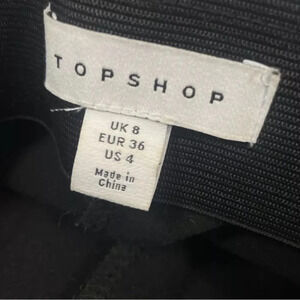 TOPSHOP
UK 8
EUR 36
US 4
Made in
China